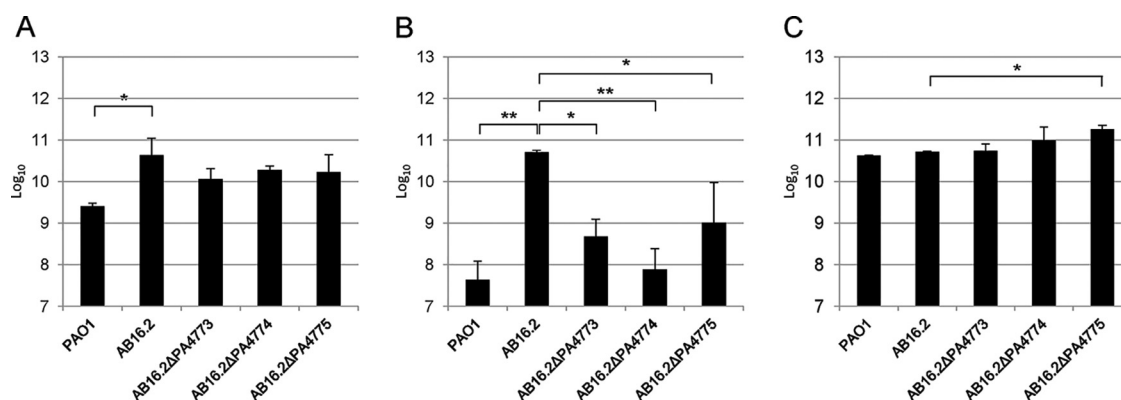 A
13
12
11
10
9
8
7
Log10
*
PAO1
AB16.2
AB16.2ΔPA4773
AB16.2ΔPA4774
AB16.2ΔPA4775
B
13
12
11
10
9
8
7
Log10
*
**
** *
PAO1
AB16.2
AB16.2ΔPA4773
AB16.2ΔPA4774
AB16.2ΔPA4775
C
13
12
11
10
9
8
7
Log10
*
PAO1
AB16.2
AB16.2ΔPA4773
AB16.2ΔPA4774
AB16.2ΔPA4775